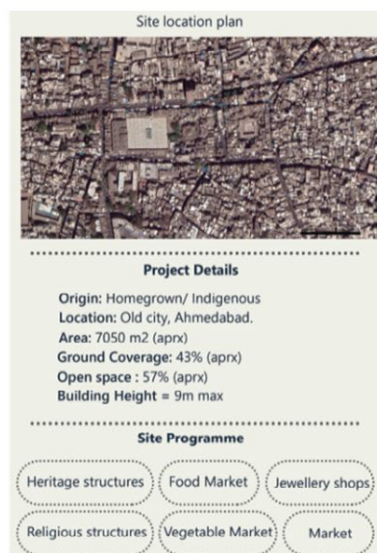 Site location plan
Project Details
Origin: Homegrown/ Indigenous
Location: Old city, Ahmedabad.
Area: 7050 m2 (aprx)
Ground Coverage: 43% (aprx)
Open space : 57% (aprx)
Building Height = 9m max
Site Programme
Heritage structures Food Market Jewellery shops
Religious structures Vegetable Market Market